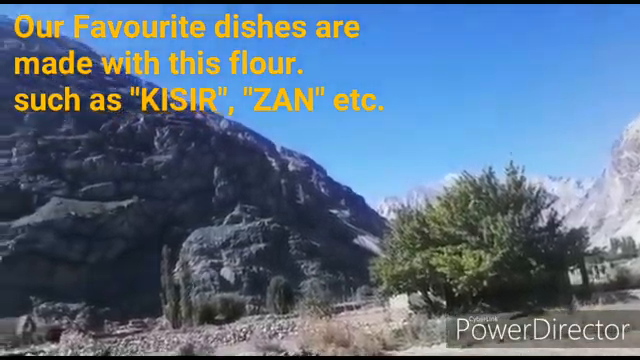 Our Favourite dishes are
made with this flour.
such as "KISIR", "ZAN" etc.
CyberLink
PowerDirector